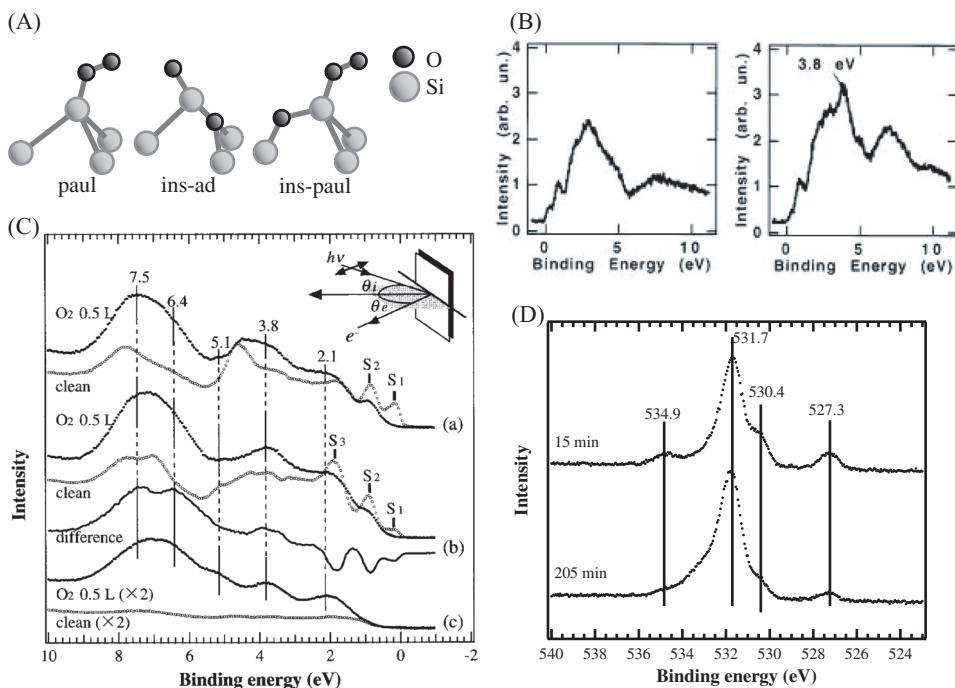 (A)
O
Si
paul
ins-ad
ins-paul
(B)
Intensity (arb. un.)
4
3
2
1
0
5
10
Binding Energy (eV)
3.8 eV
Intensity (arb. un.)
4
3
2
1
0
5
10
Binding Energy (eV)
(C)
hν
θi
θe
e-
7.5
6.4
5.1
3.8
2.1
O2 0.5 L
clean
S2
S1
(a)
O2 0.5 L
clean
S3
S2
S1
difference
(b)
O2 0.5 L (×2)
clean (×2)
(c)
Intensity
10
8
6
4
2
0
-2
Binding energy (eV)
(D)
531.7
534.9
530.4
527.3
15 min
205 min
Intensity
540
538
536
534
532
530
528
526
524
Binding energy (eV)